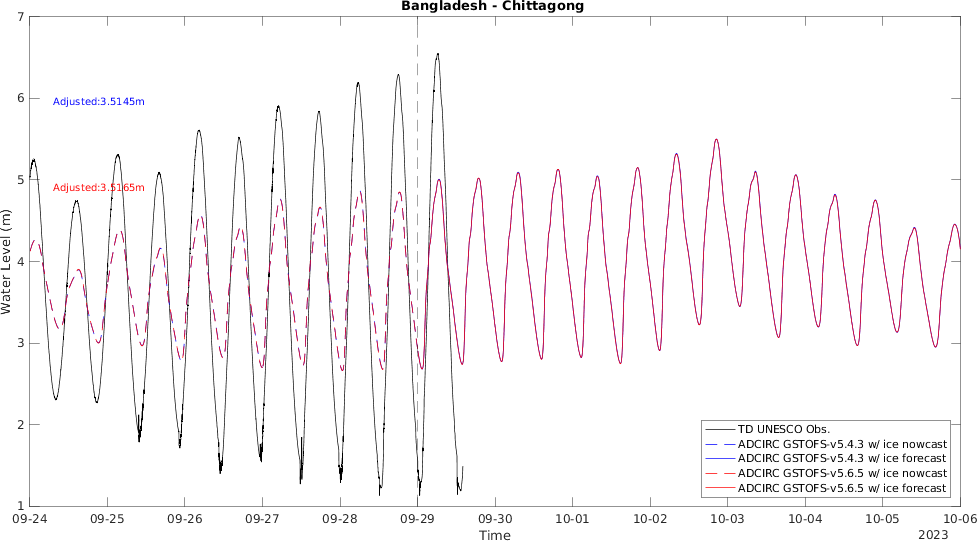 Bangladesh - Chittagong
7
6
5
4
3
2
1
Water Level (m)
Adjusted:3.5145m
Adjusted:3.5165m
TD UNESCO Obs.
ADCIRC GSTOFS-v5.4.3 w/ ice nowcast
ADCIRC GSTOFS-v5.4.3 w/ ice forecast
ADCIRC GSTOFS-v5.6.5 w/ ice nowcast
ADCIRC GSTOFS-v5.6.5 w/ ice forecast
09-24 09-25 09-26 09-27 09-28 09-29 09-30 10-01 10-02 10-03 10-04 10-05 10-06
Time
2023